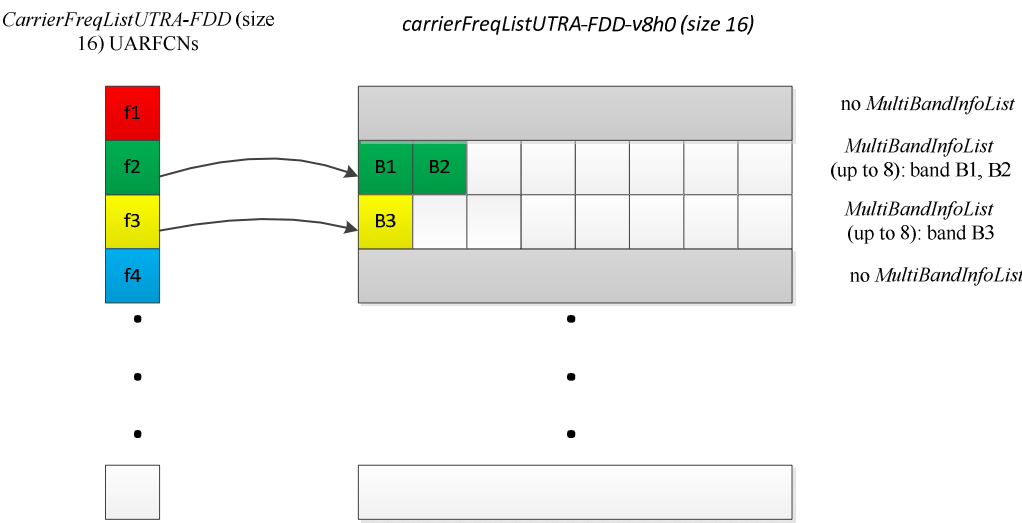 CarrierFreqListUTRA-FDD (size
16) UARFCNs
carrierFreqListUTRA-FDD-v8h0 (size 16)
f1
no MultiBandInfoList
f2
B1 B2
MultiBandInfoList
(up to 8): band B1, B2
f3
B3
MultiBandInfoList
(up to 8): band B3
f4
no MultiBandInfoList